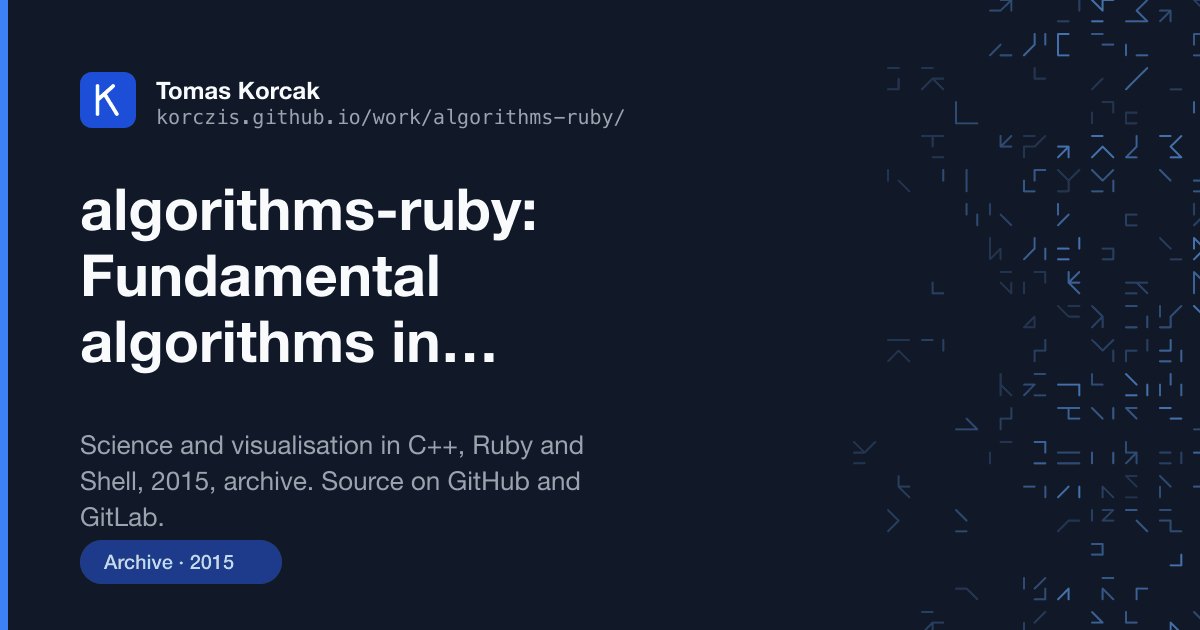 Tomas Korcak
korczis.github.io/work/algorithms-ruby/
algorithms-ruby:
Fundamental
algorithms in…
Science and visualisation in C++, Ruby and
Shell, 2015, archive. Source on GitHub and
GitLab.
Archive · 2015